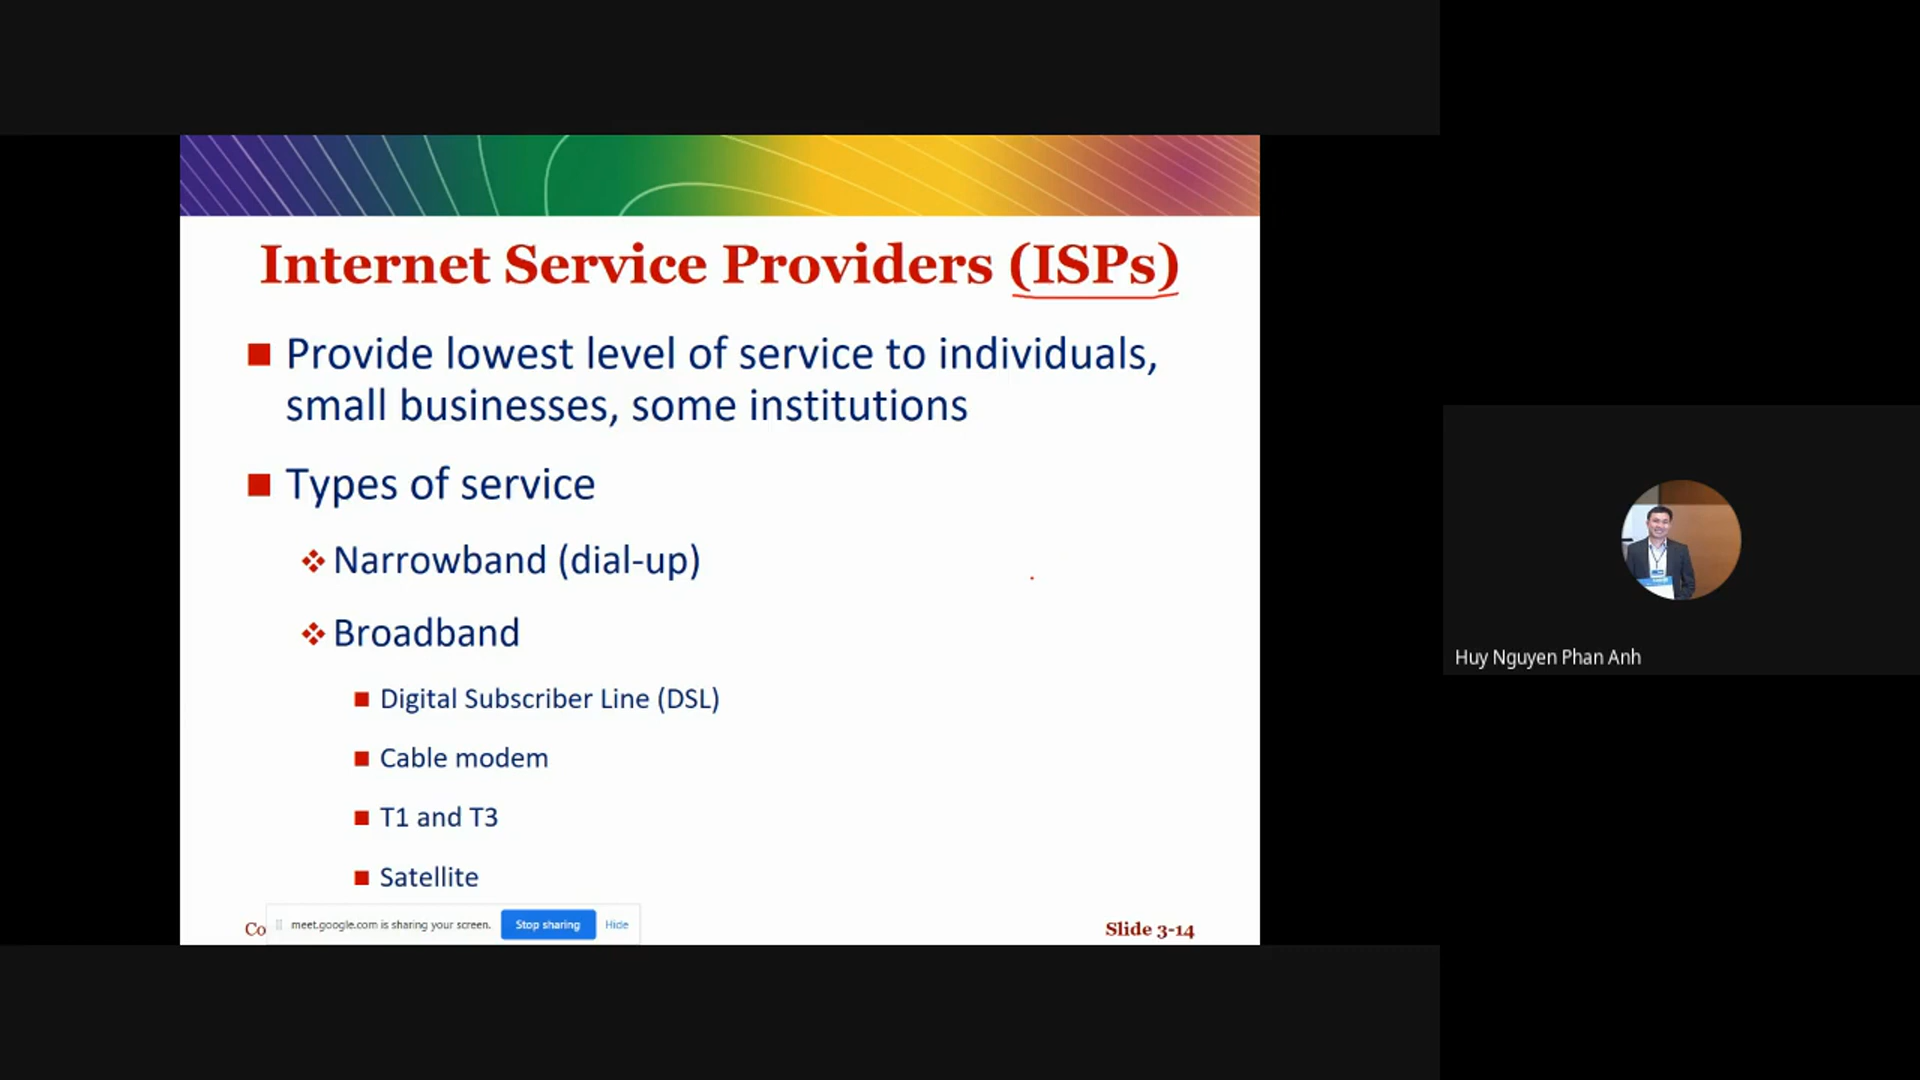 Internet Service Providers (ISPs)
Provide lowest level of service to individuals,
small businesses, some institutions
Types of service
Narrowband (dial-up)
Broadband
Digital Subscriber Line (DSL)
Cable modem
T1 and T3
Satellite
Co
meet.google.com is sharing your screen. Stop sharing Hide
Slide 3-14
Huy Nguyen Phan Anh